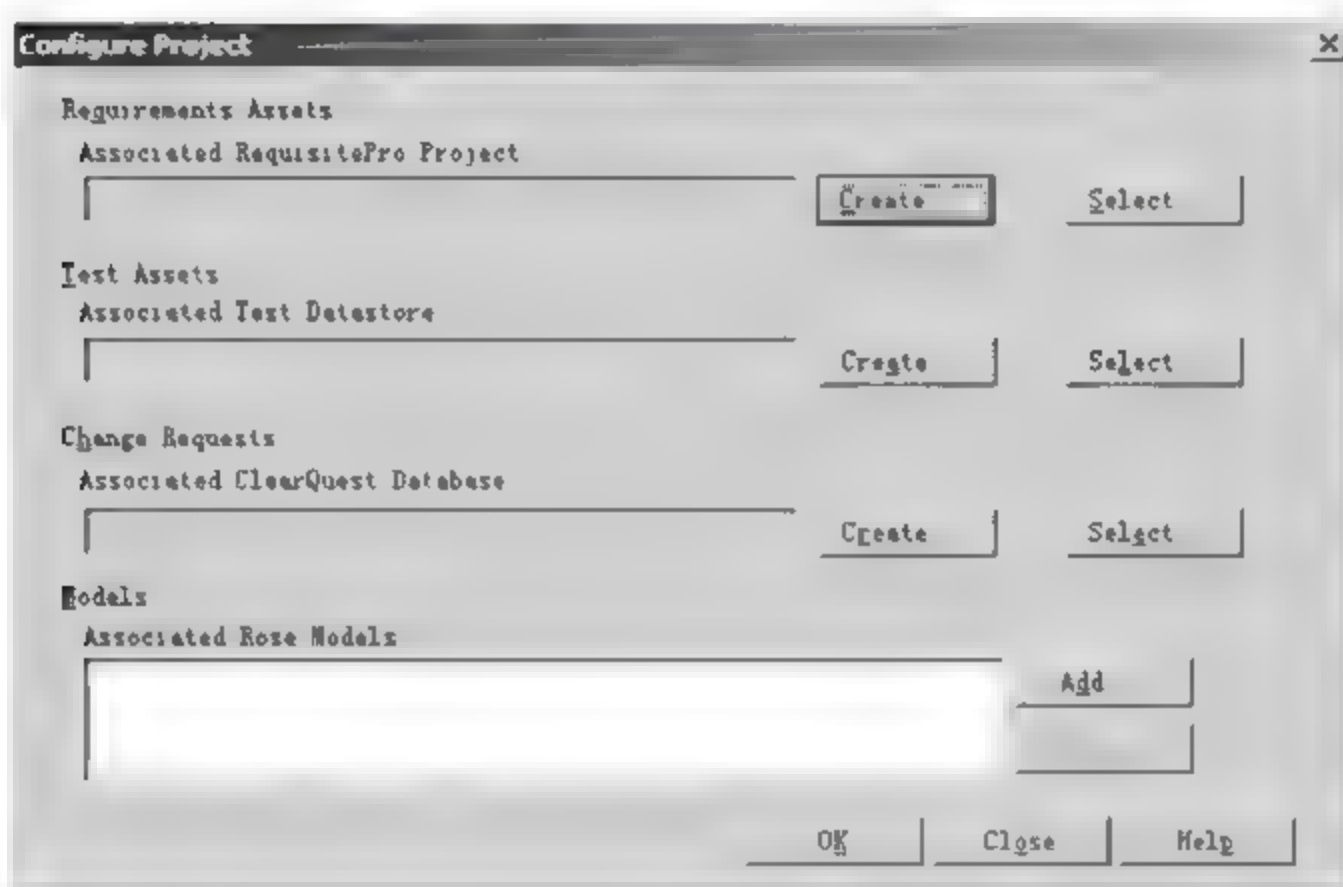 Configure Project
Requirements Assets
Associated RequisitePro Project
Create Select
Test Assets
Associated Test Datastore
Create Select
Change Requests
Associated ClearQuest Database
Create Select
Models
Associated Rose Models
Add
OK Close Help